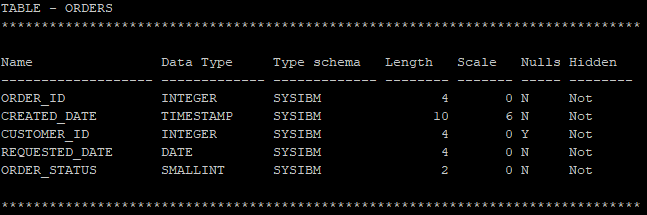 TABLE - ORDERS
********************************************************************************
Name                Data Type     Type schema   Length   Scale   Nulls Hidden
------------------- ------------- ------------- -------- ------- ----- --------
ORDER_ID            INTEGER       SYSIBM               4       0 N     Not
CREATED_DATE        TIMESTAMP     SYSIBM              10       6 N     Not
CUSTOMER_ID         INTEGER       SYSIBM               4       0 Y     Not
REQUESTED_DATE      DATE          SYSIBM               4       0 N     Not
ORDER_STATUS        SMALLINT      SYSIBM               2       0 N     Not
********************************************************************************